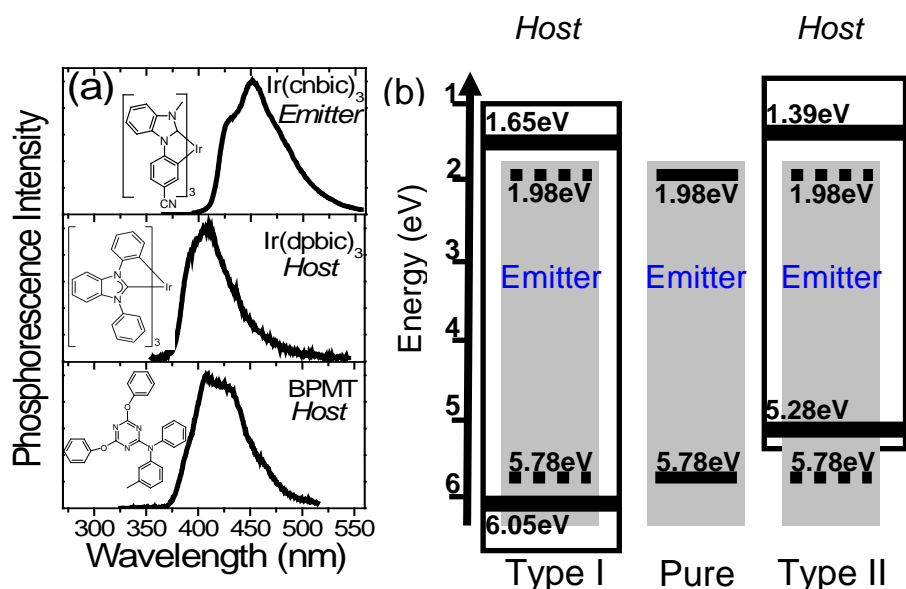 (a)
Ir(cnbic)3
Emitter
N
N
Ir
3
CN
Ir(dpbic)3
Host
N
N
Ir
3
BPMT
Host
O
N
N
O
N
N
Phosphorescence Intensity
300 350 400 450 500 550
Wavelength (nm)
(b)
Host
Host
Energy (eV)
1
2
3
4
5
6
1.65eV
1.98eV
Emitter
5.78eV
6.05eV
Type I
1.98eV
Emitter
5.78eV
Pure
1.39eV
1.98eV
Emitter
5.28eV
5.78eV
Type II